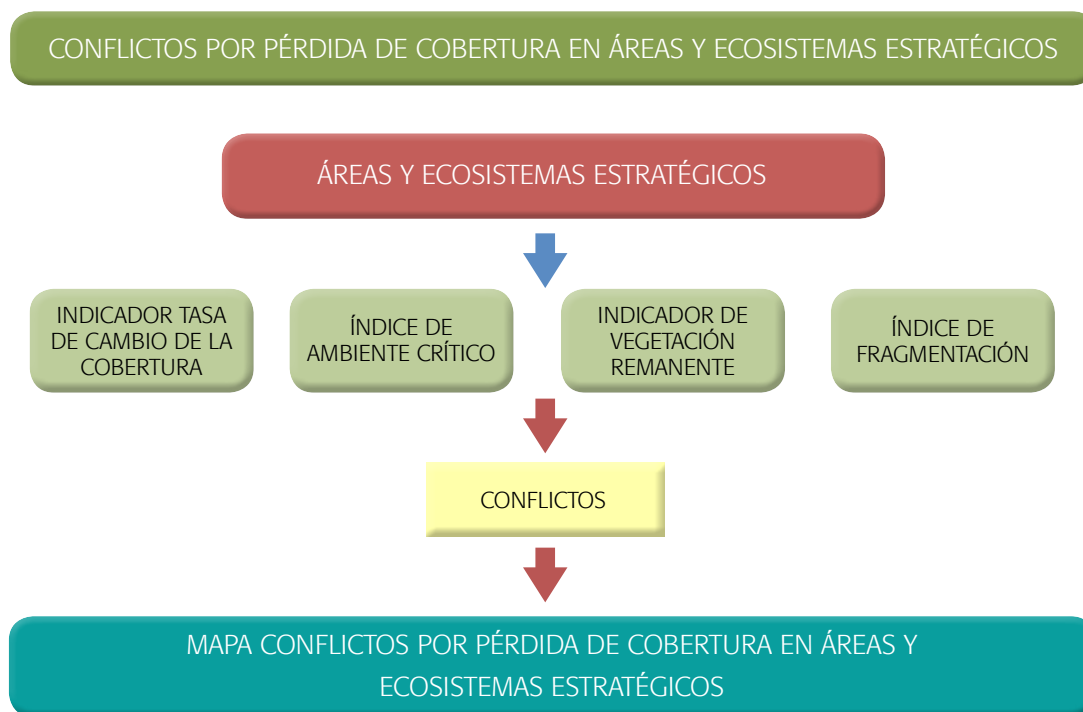 CONFLICTOS POR PÉRDIDA DE COBERTURA EN ÁREAS Y ECOSISTEMAS ESTRATÉGICOS
ÁREAS Y ECOSISTEMAS ESTRATÉGICOS
INDICADOR TASA
DE CAMBIO DE LA
COBERTURA
ÍNDICE DE
AMBIENTE CRÍTICO
INDICADOR DE
VEGETACIÓN
REMANENTE
ÍNDICE DE
FRAGMENTACIÓN
CONFLICTOS
MAPA CONFLICTOS POR PÉRDIDA DE COBERTURA EN ÁREAS Y
ECOSISTEMAS ESTRATÉGICOS